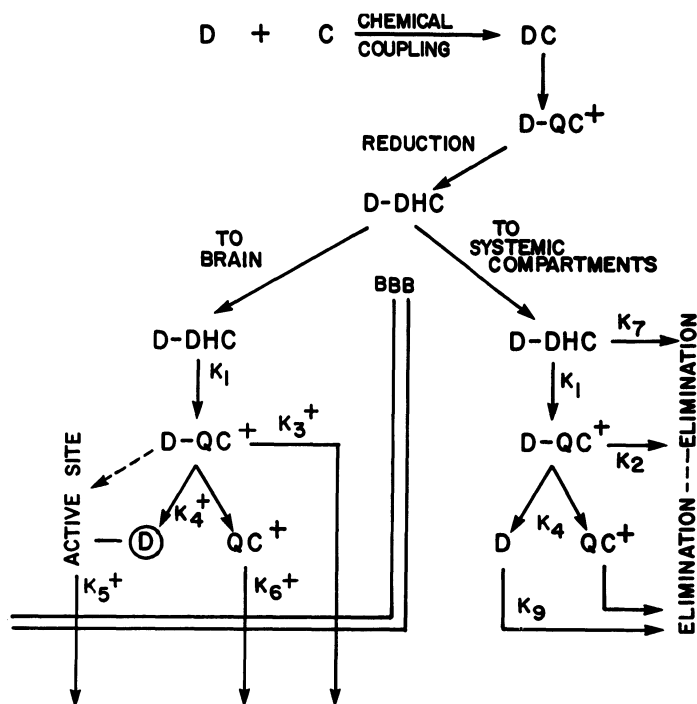 D + C CHEMICAL COUPLING DC
D-QC+
REDUCTION
D-DHC
TO BRAIN
TO SYSTEMIC COMPARTMENTS
BBB
D-DHC
K1
D-QC+
K3+
ACTIVE SITE
K4+
D
QC+
K5+
K6+
D-DHC
K7
K1
D-QC+
K2
K4
D
QC+
K9
ELIMINATION----ELIMINATION